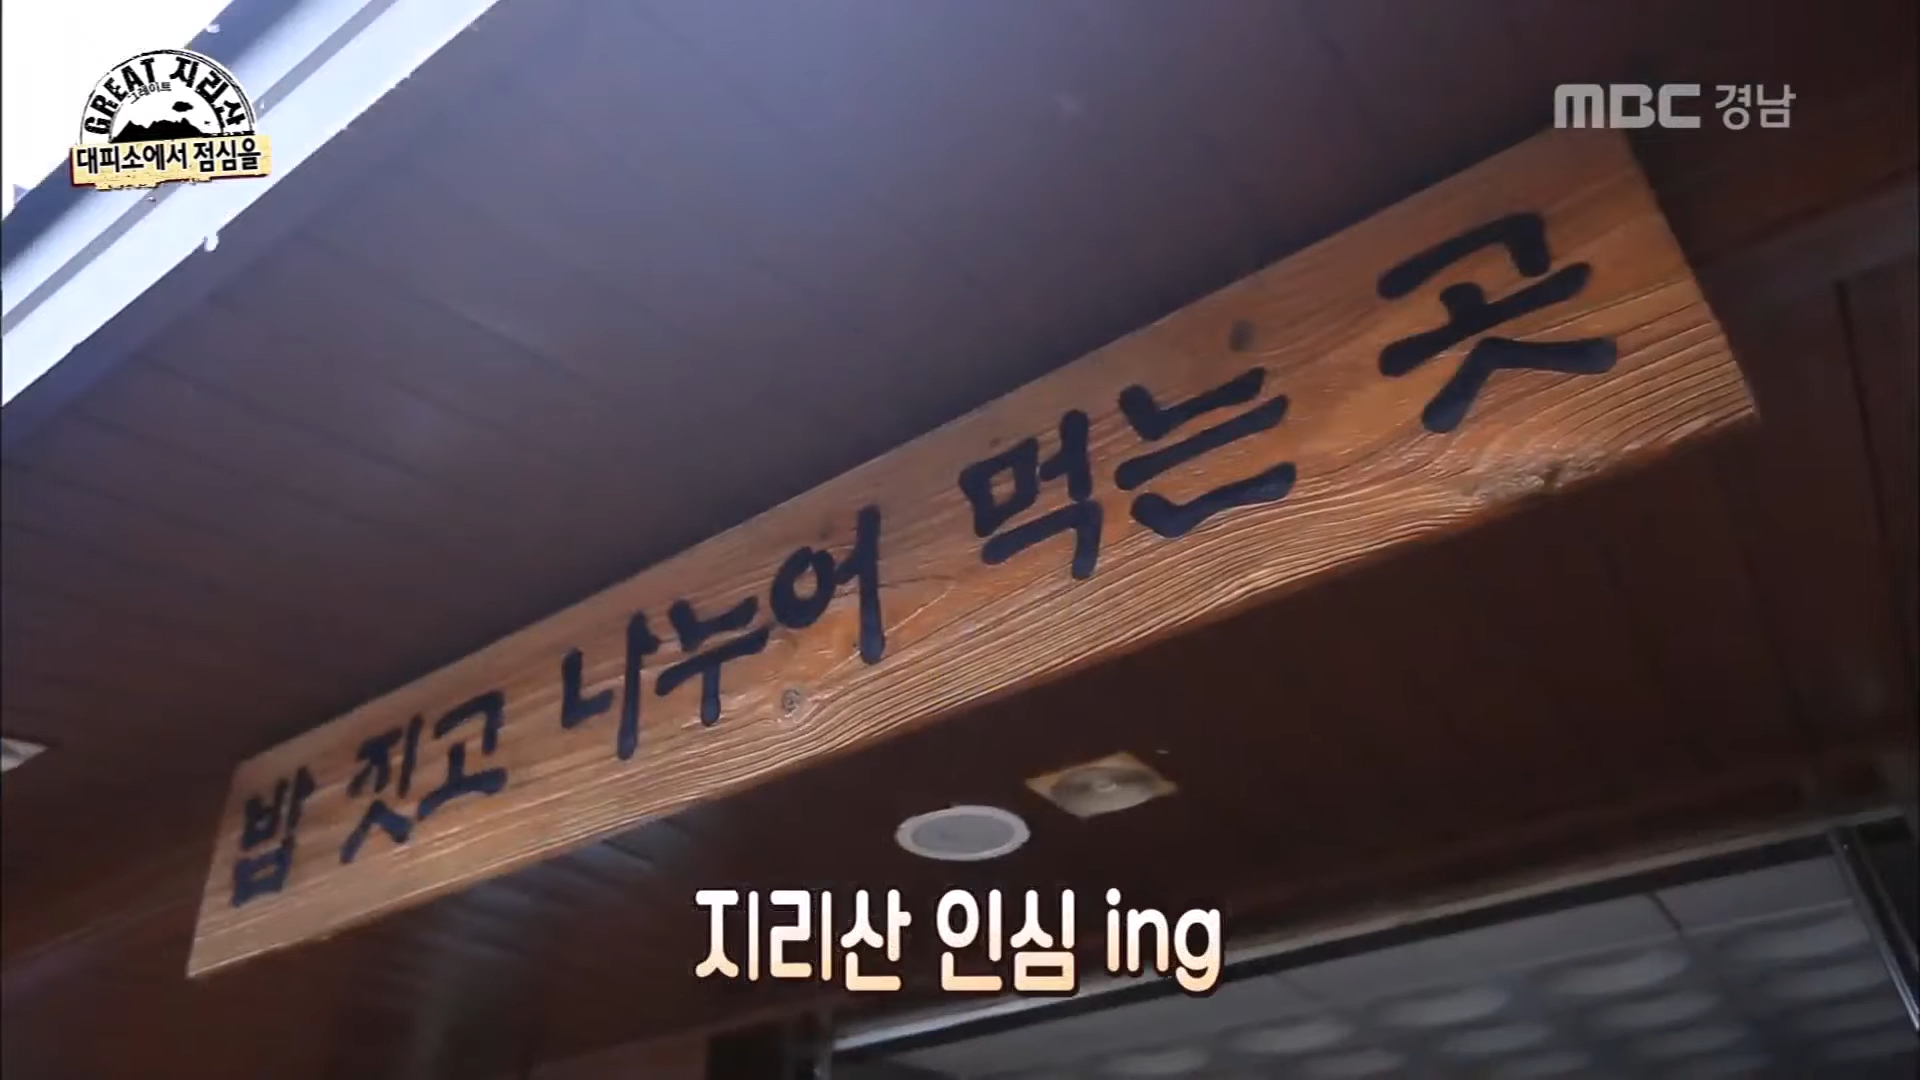 GREAT 지리산
그레이트
대피소에서 점심을
MBC 경남
밥 짓고 나누어 먹는 곳
지리산 인심 ing